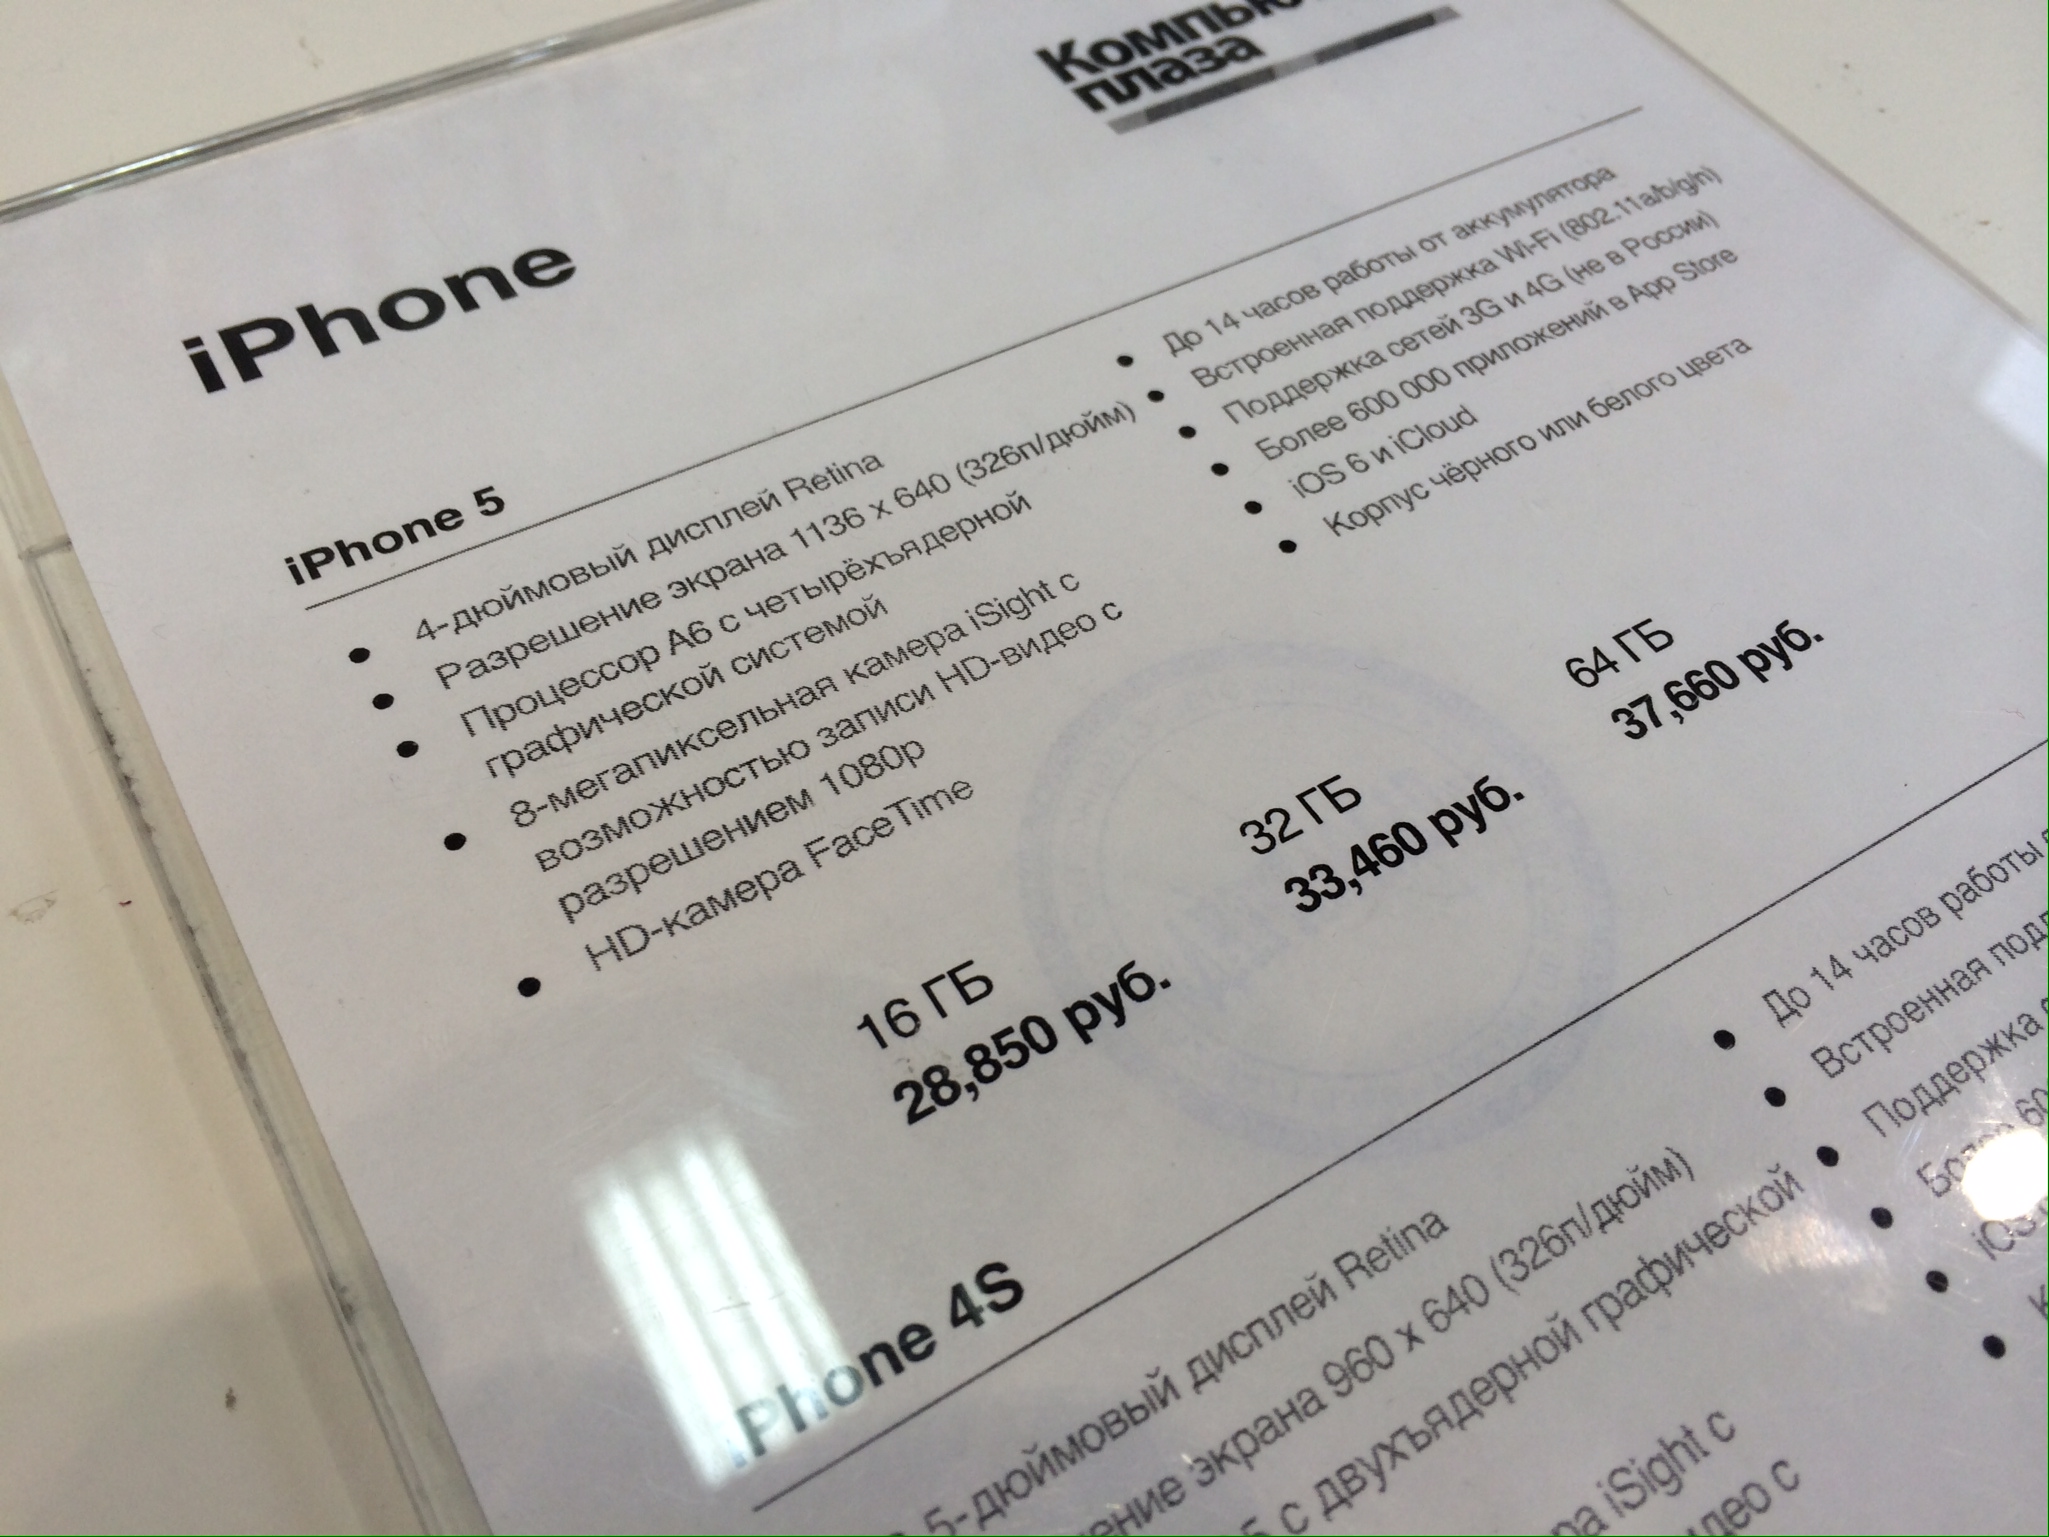 плаза
iPhone
iPhone 5
4-дюймовый дисплей Retina
Разрешение экрана 1136 x 640 (326п/дюйм)
Процессор A6 с четырёхъядерной
графической системой
8-мегапиксельная камера iSight с
возможностью записи HD-видео с
разрешением 1080p
HD-камера FaceTime
До 14 часов работы от аккумулятора
Встроенная поддержка Wi-Fi (802.11a/b/g/n)
Поддержка сетей 3G и 4G (не в России)
Более 600 000 приложений в App Store
iOS 6 и iCloud
Корпус чёрного или белого цвета
16 ГБ
28,850 руб.
32 ГБ
33,460 руб.
64 ГБ
37,660 руб.
iPhone 4S
5-дюймовый дисплей Retina
экрана 960 x 640 (326п/дюйм)
с двухъядерной графической
iSight с
с
До 14 часов работы
Встроенная
Поддержка